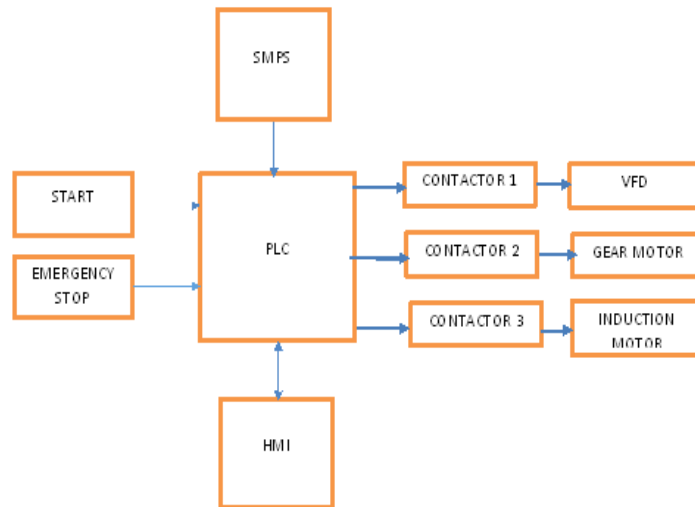 SMPS
START
EMERGENCY
STOP
PLC
CONTACTOR 1
VFD
CONTACTOR 2
GEAR MOTOR
CONTACTOR 3
INDUCTION
MOTOR
HMI